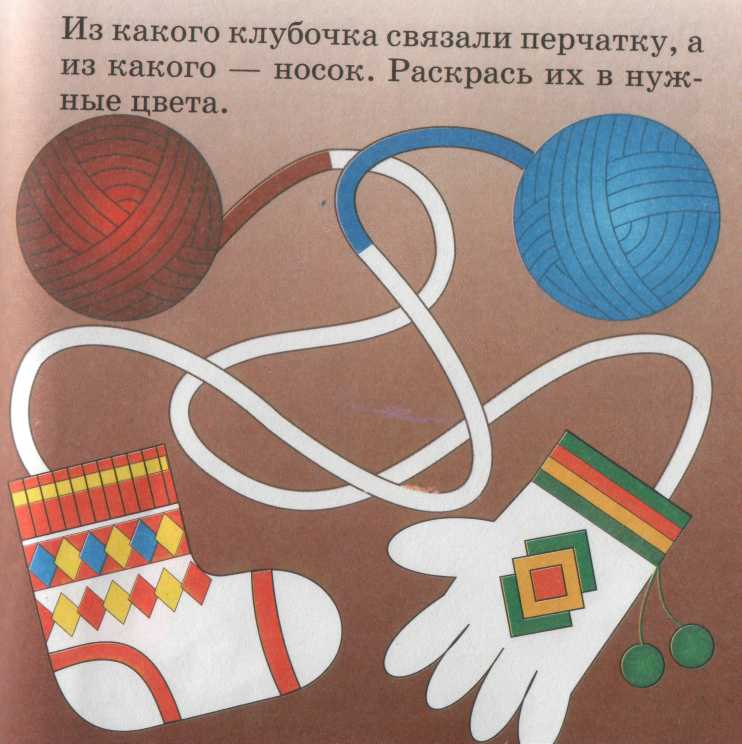 Из какого клубочка связали перчатку, а
из какого — носок. Раскрась их в нуж-
ные цвета.